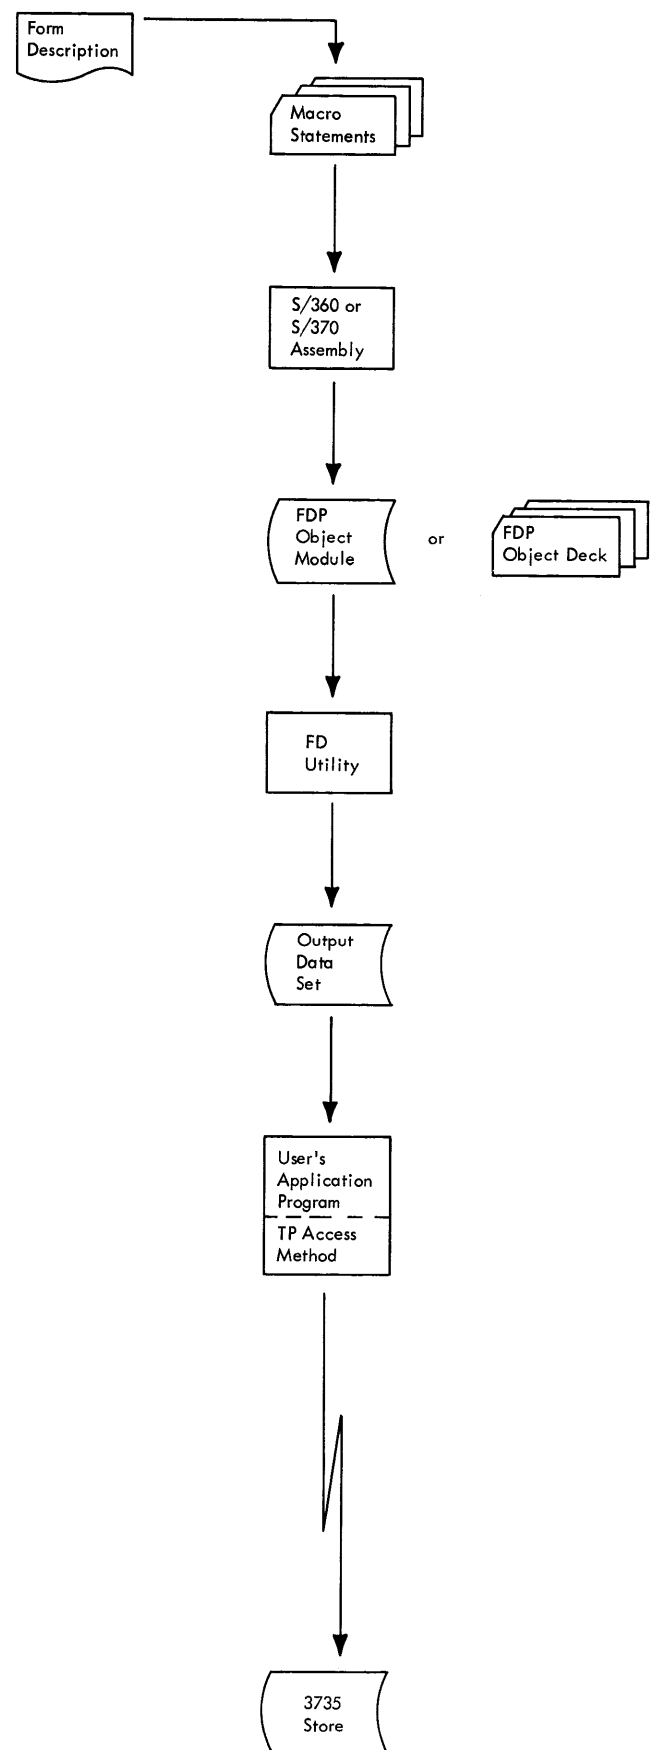 Form
Description
Macro
Statements
S/360 or
S/370
Assembly
FDP
Object
Module
or
FDP
Object Deck
FD
Utility
Output
Data
Set
User's
Application
Program
TP Access
Method
3735
Store